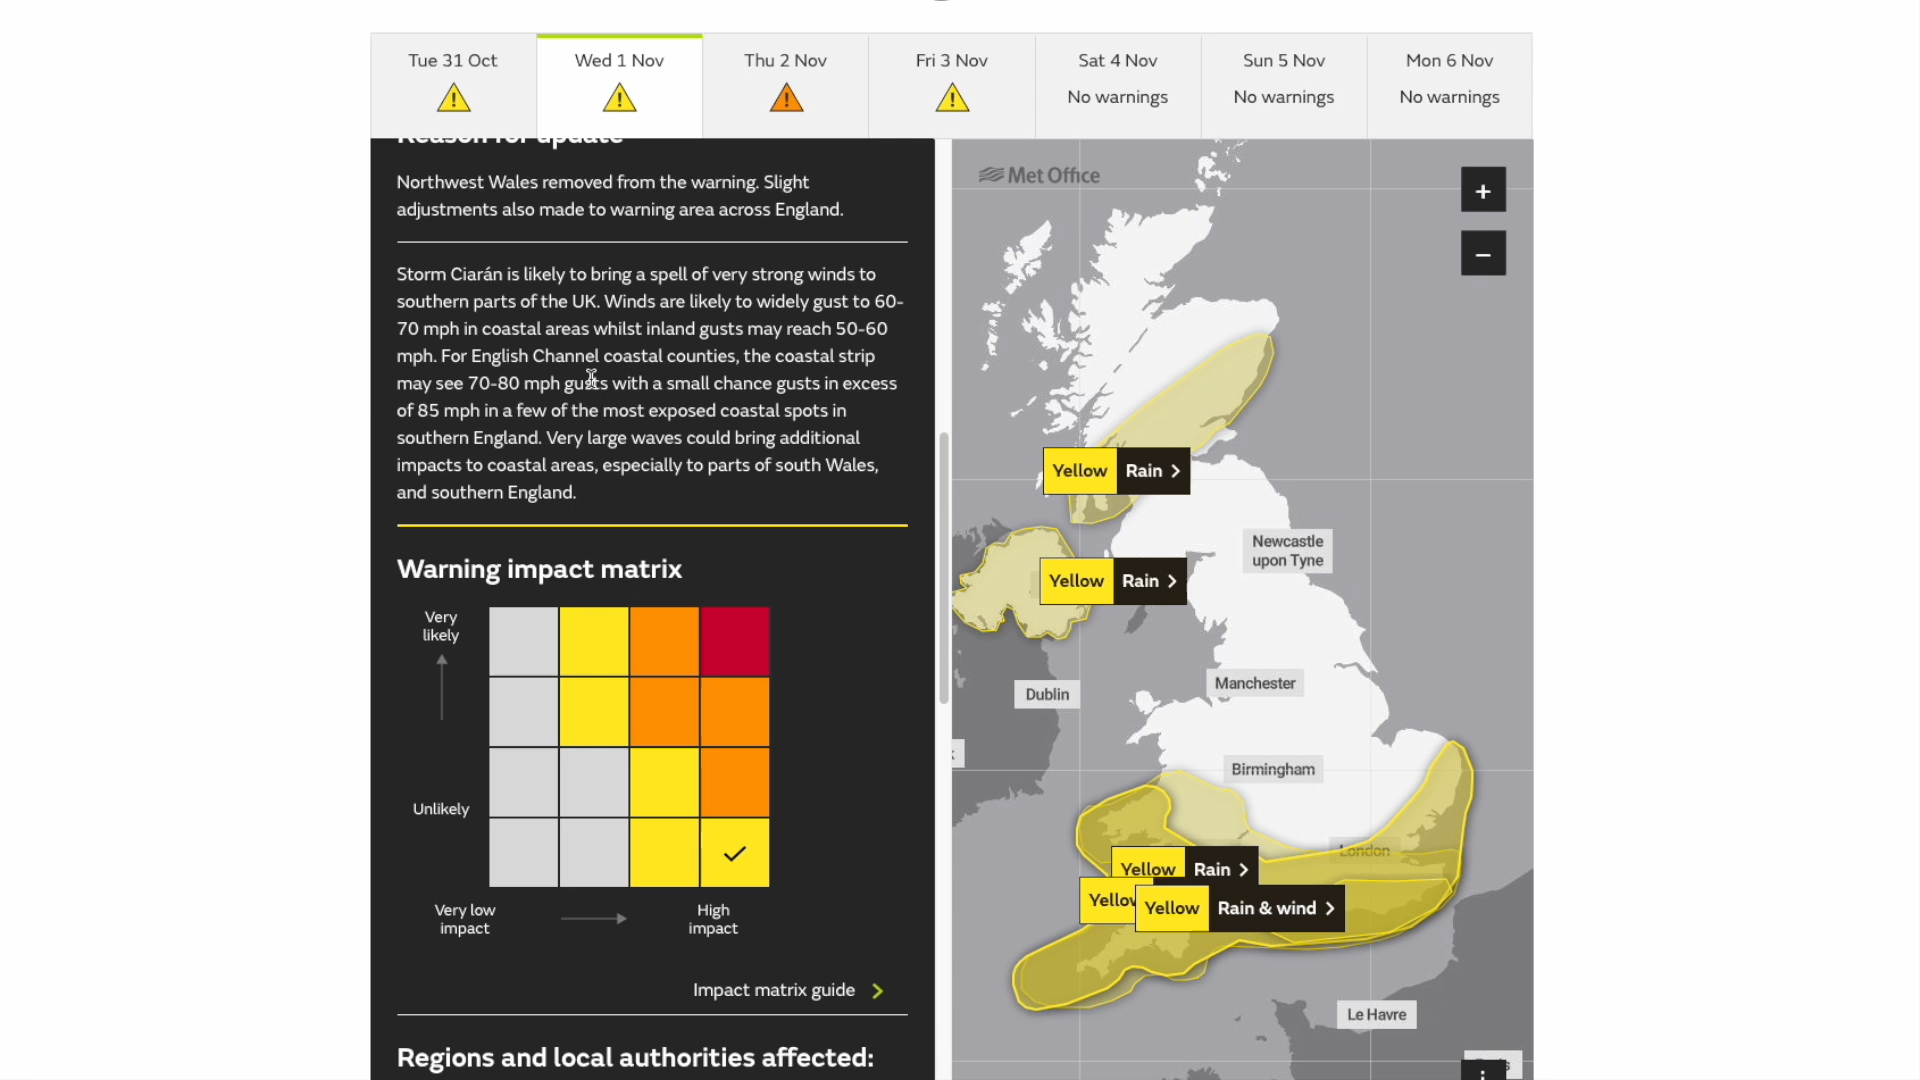 Tue 31 Oct
Wed 1 Nov
Thu 2 Nov
Fri 3 Nov
Sat 4 Nov
No warnings
Sun 5 Nov
No warnings
Mon 6 Nov
No warnings
Reason for update
Northwest Wales removed from the warning. Slight
adjustments also made to warning area across England.
Storm Ciarán is likely to bring a spell of very strong winds to
southern parts of the UK. Winds are likely to widely gust to 60-
70 mph in coastal areas whilst inland gusts may reach 50-60
mph. For English Channel coastal counties, the coastal strip
may see 70-80 mph gusts with a small chance gusts in excess
of 85 mph in a few of the most exposed coastal spots in
southern England. Very large waves could bring additional
impacts to coastal areas, especially to parts of south Wales,
and southern England.
Warning impact matrix
Very
likely
Unlikely
Very low
impact
High
impact
Impact matrix guide
Regions and local authorities affected:
Met Office
+
−
Yellow Rain
Newcastle
upon Tyne
Yellow Rain
Manchester
Dublin
Birmingham
London
Yellow Rain
Yellow
Yellow Rain & wind
Le Havre